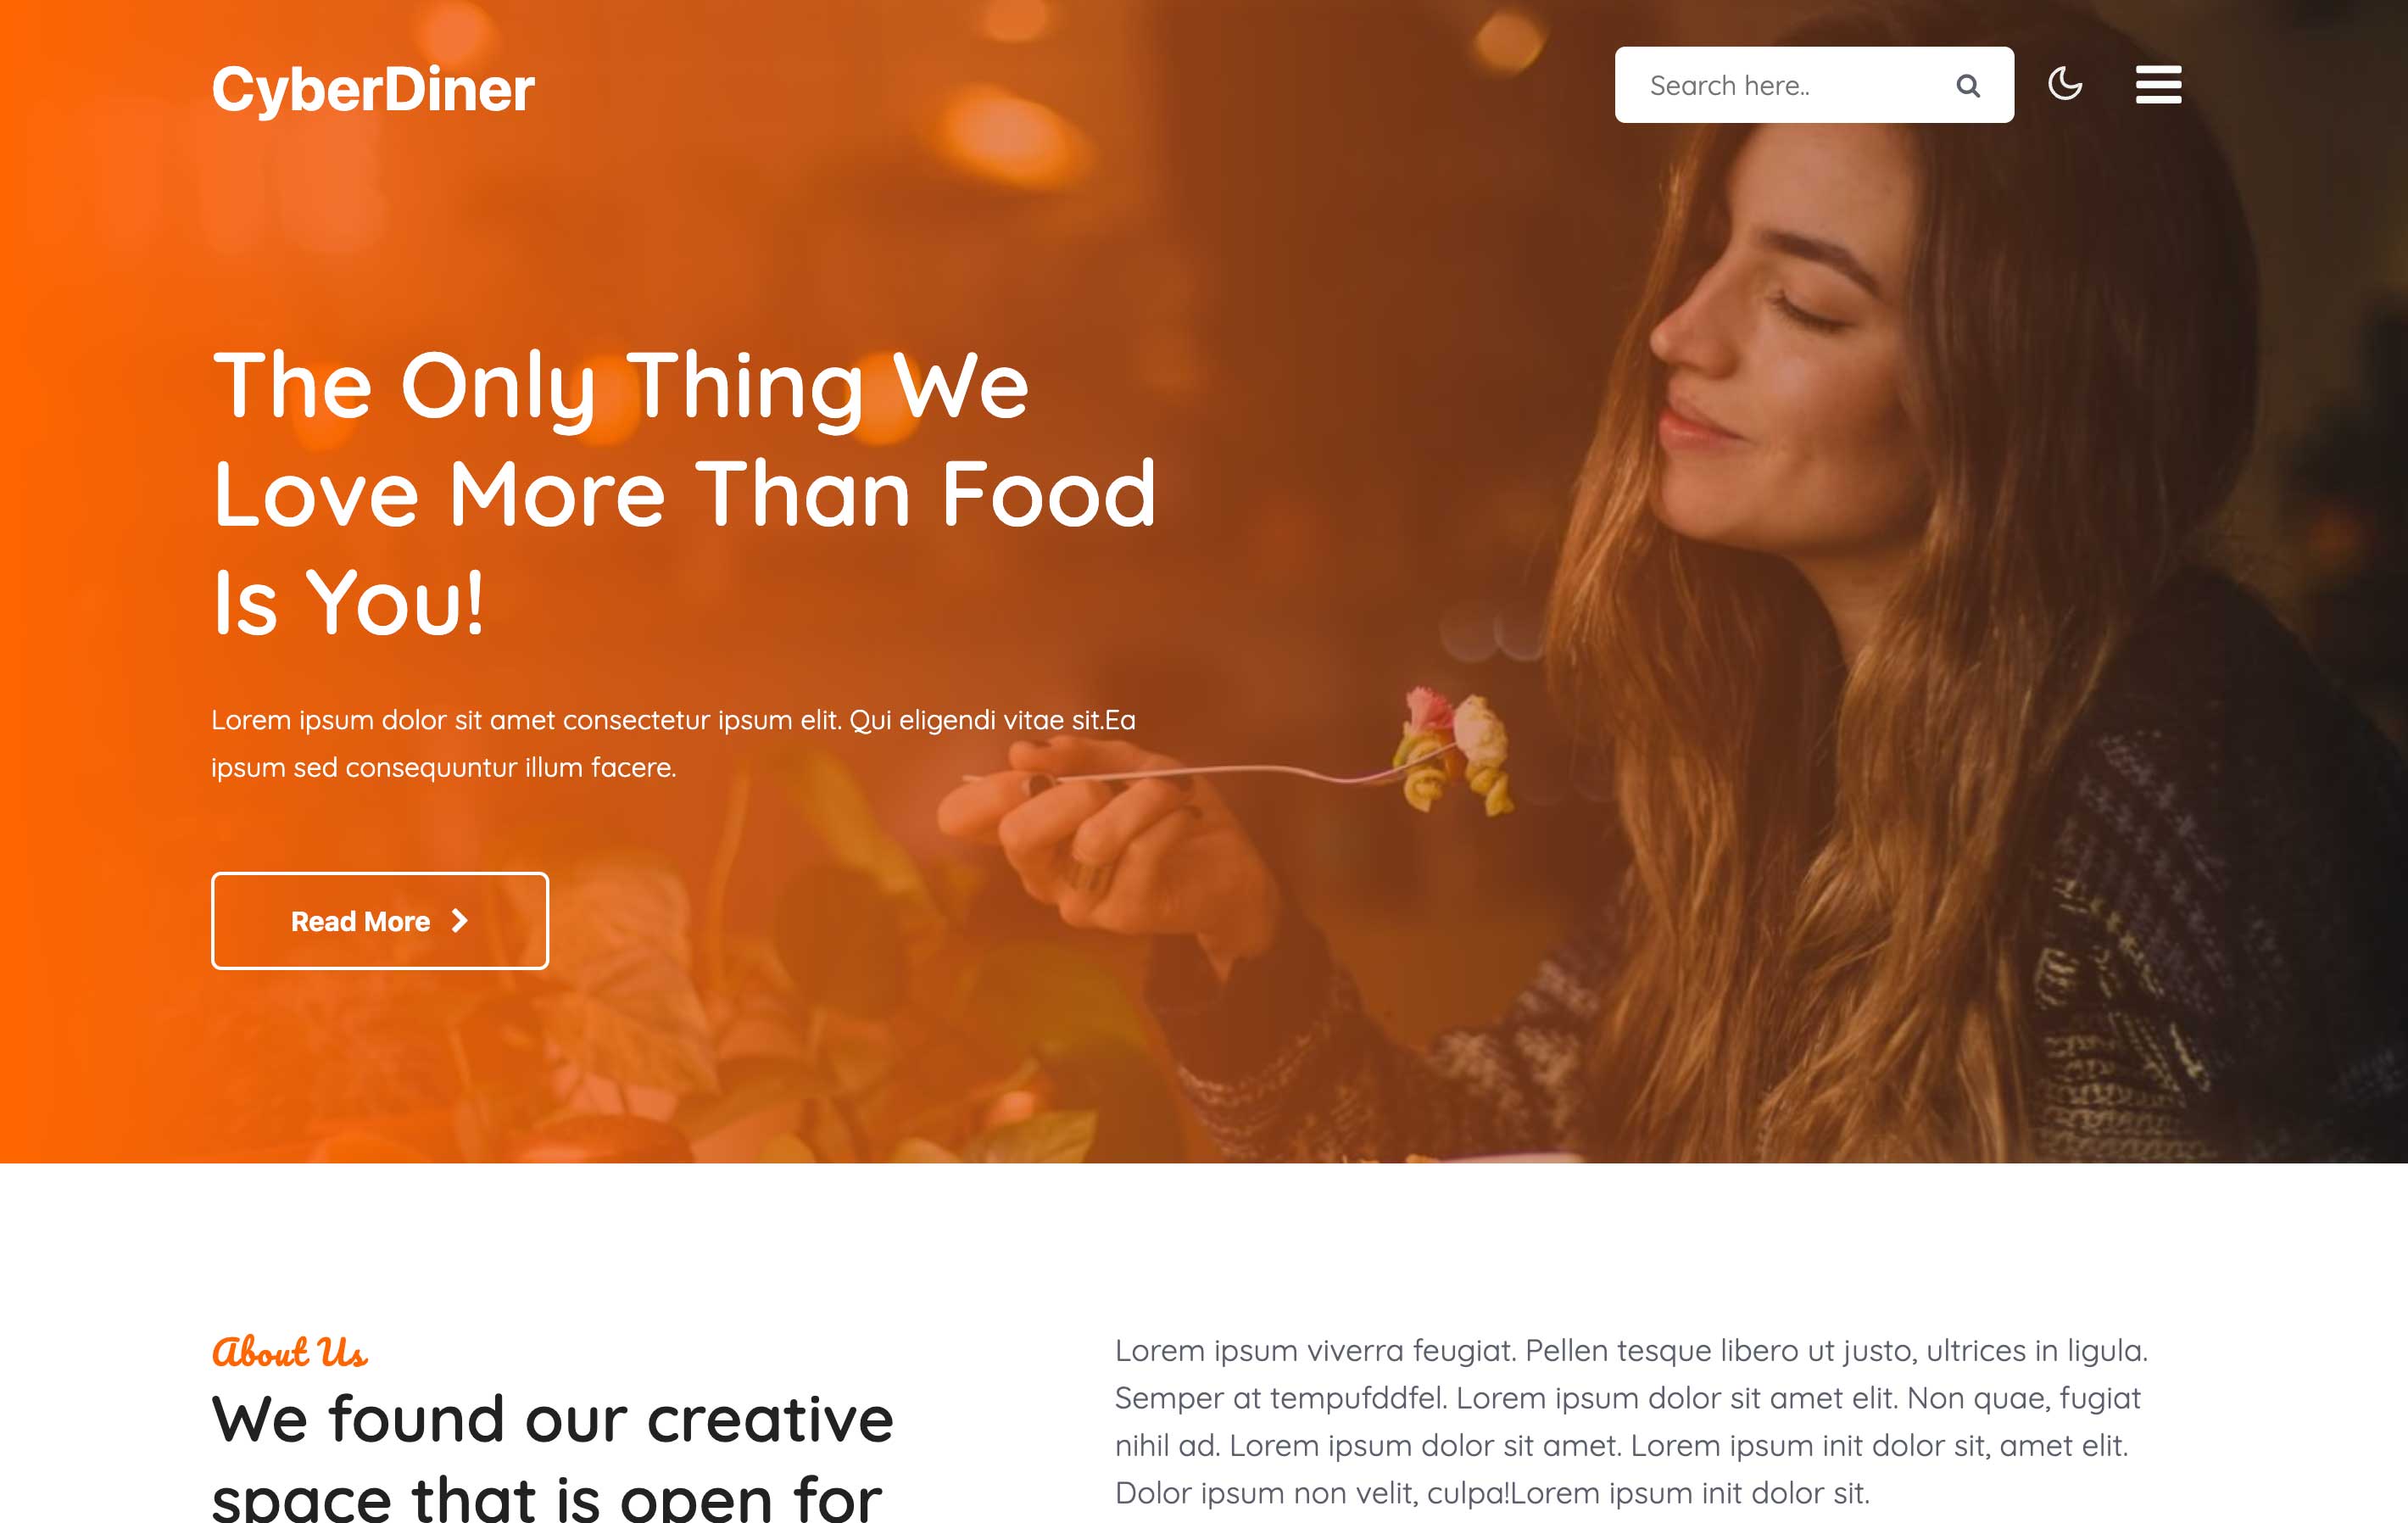 CyberDiner
Search here..
The Only Thing We
Love More Than Food
Is You!
Lorem ipsum dolor sit amet consectetur ipsum elit. Qui eligendi vitae sit.Ea
ipsum sed consequuntur illum facere.
Read More
About Us
We found our creative
space that is open for
Lorem ipsum viverra feugiat. Pellen tesque libero ut justo, ultrices in ligula.
Semper at tempufddfel. Lorem ipsum dolor sit amet elit. Non quae, fugiat
nihil ad. Lorem ipsum dolor sit amet. Lorem ipsum init dolor sit, amet elit.
Dolor ipsum non velit, culpa!Lorem ipsum init dolor sit.